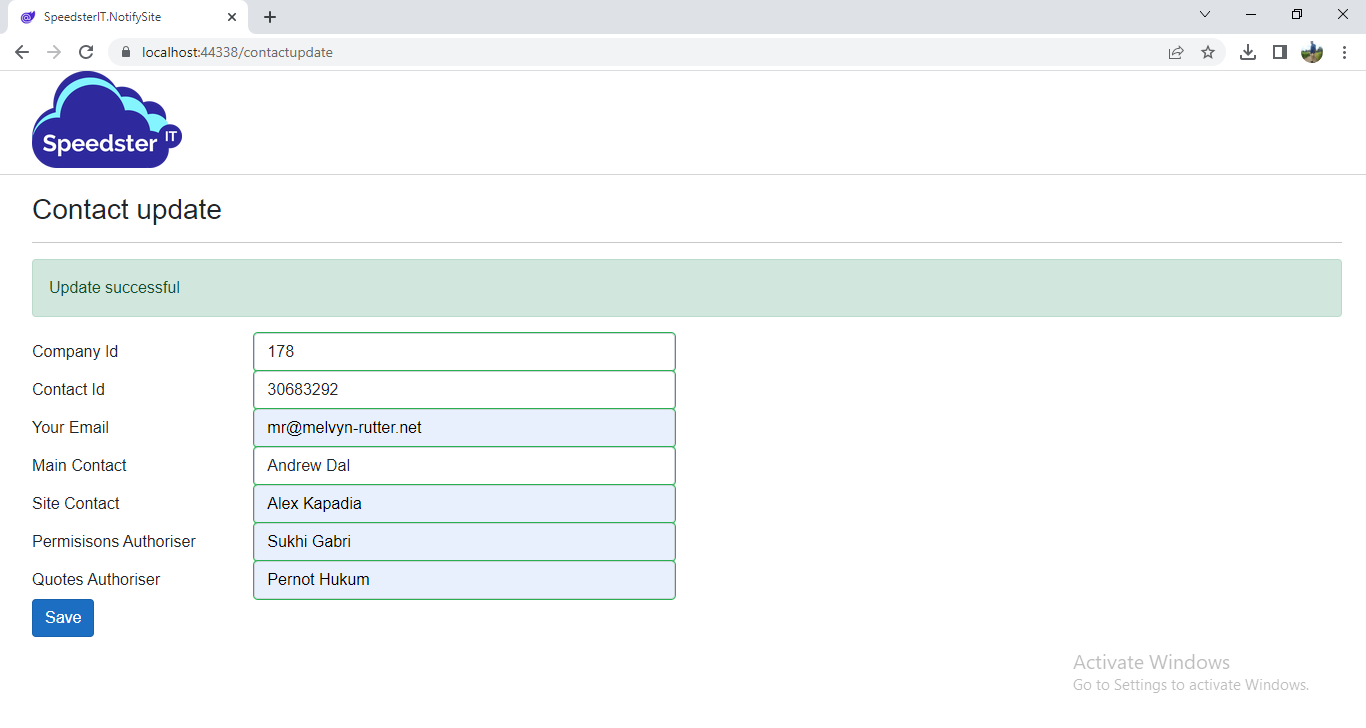 SpeedsterIT.NotifySite
localhost:44338/contactupdate
Speedster IT
Contact update
Update successful
Company Id 178
Contact Id 30683292
Your Email mr@melvyn-rutter.net
Main Contact Andrew Dal
Site Contact Alex Kapadia
Permisisons Authoriser Sukhi Gabri
Quotes Authoriser Pernot Hukum
Save
Activate Windows
Go to Settings to activate Windows.